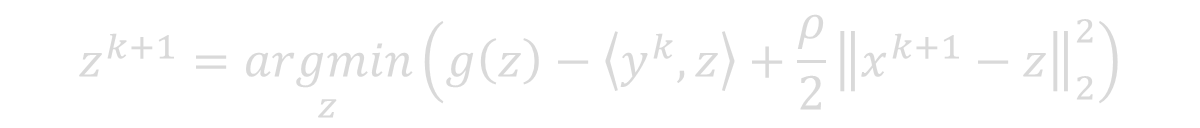 z^{k+1} = argmin_z ( g(z) − ⟨y^k, z⟩ + ρ/2 ‖x^{k+1} − z‖_2^2 )